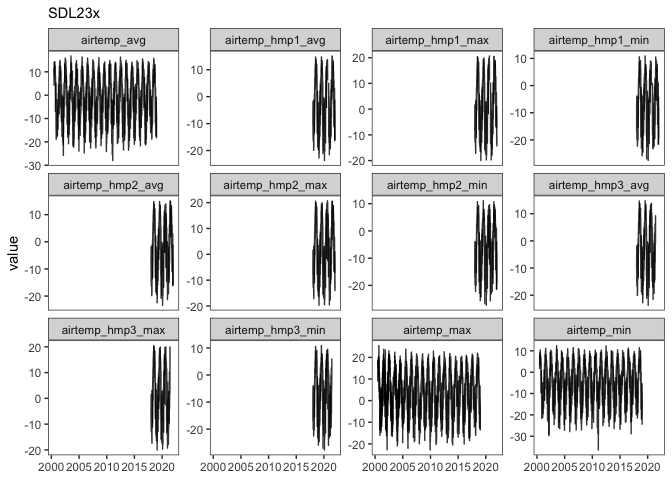 SDL23x
airtemp_avg airtemp_hmp1_avg airtemp_hmp1_max airtemp_hmp1_min
10 0 -10 -20 -30
10 0 -10 -20
20 10 0 -10 -20
10 0 -10 -20
airtemp_hmp2_avg airtemp_hmp2_max airtemp_hmp2_min airtemp_hmp3_avg
value
10 0 -10 -20
20 10 0 -10 -20
10 0 -10 -20
10 0 -10 -20
airtemp_hmp3_max airtemp_hmp3_min airtemp_max airtemp_min
20 10 0 -10 -20
10 0 -10 -20
20 10 0 -10 -20
10 0 -10 -20 -30
2000 2005 2010 2015 2020 2000 2005 2010 2015 2020 2000 2005 2010 2015 2020 2000 2005 2010 2015 2020